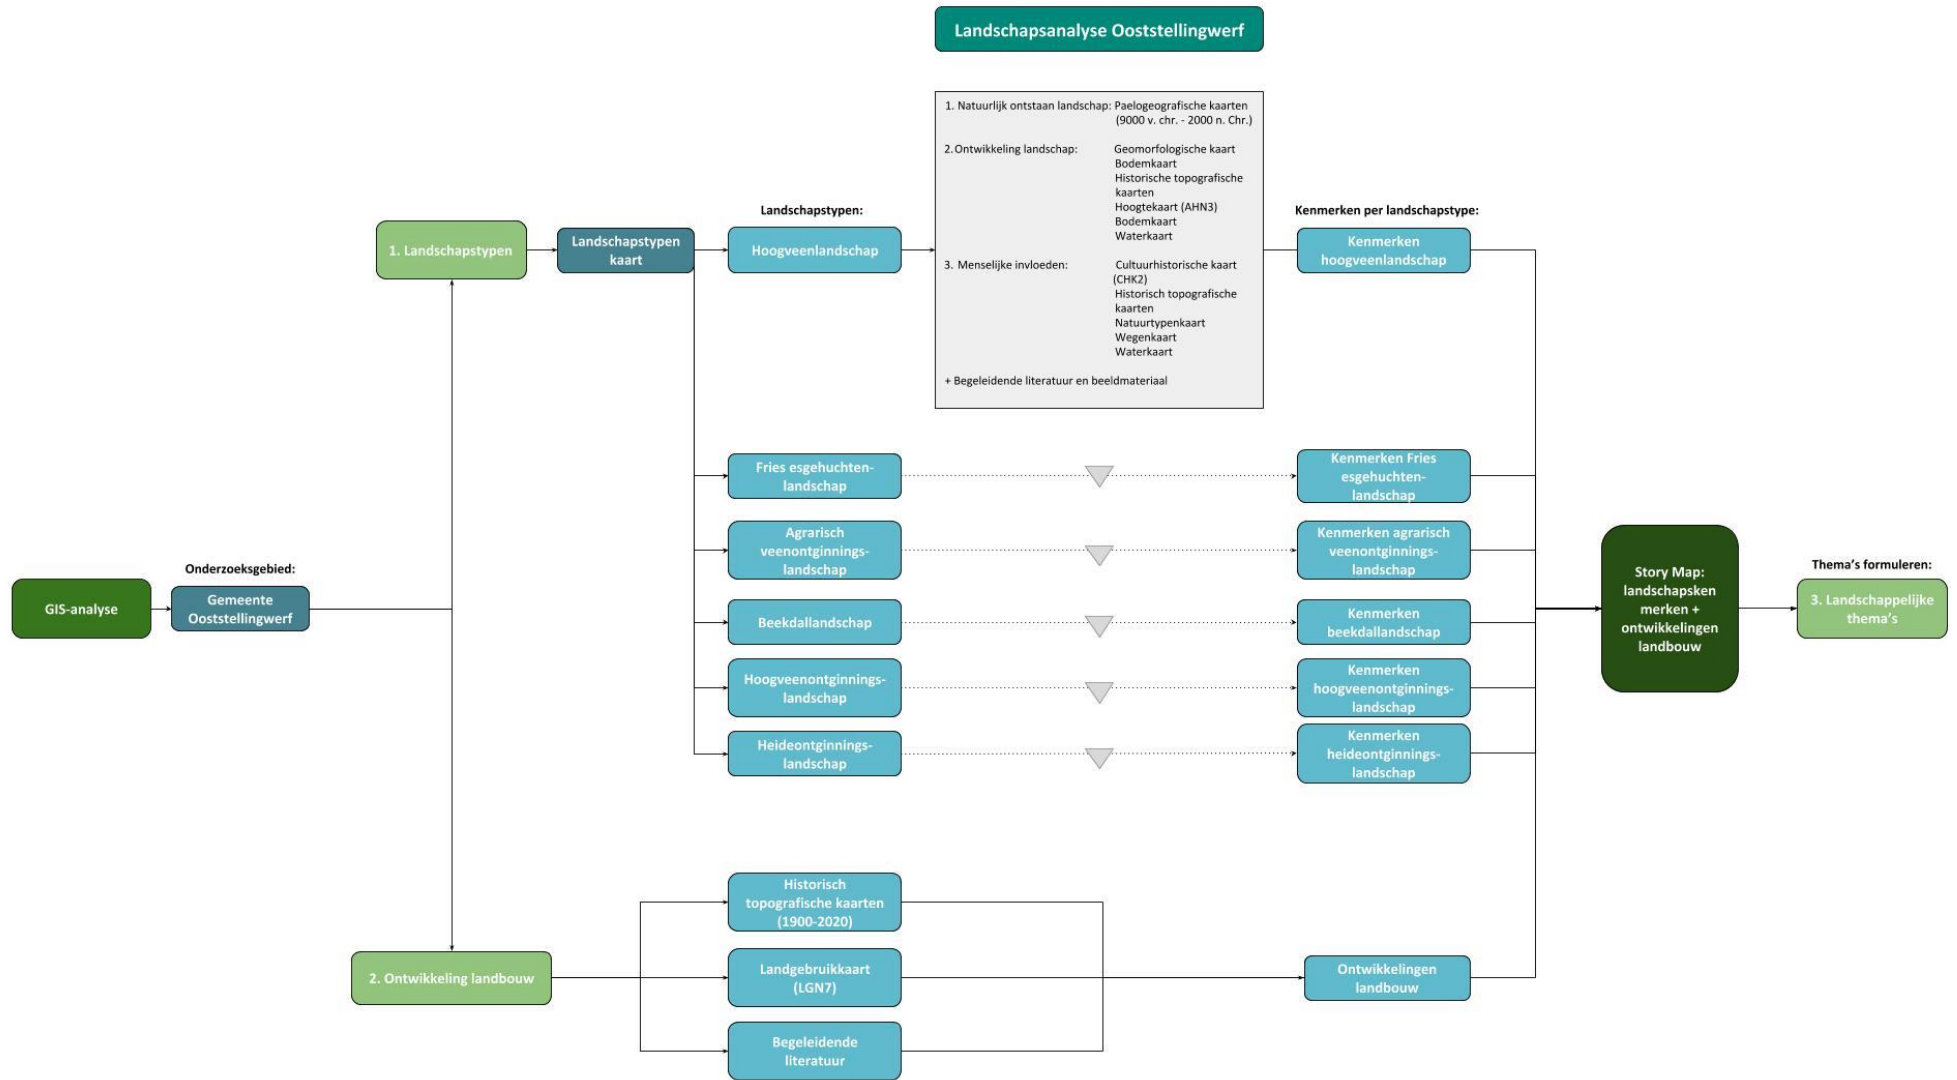 Landschapsanalyse Ooststellingwerf
1. Natuurlijk ontstaan landschap: Paelogeografische kaarten
(9000 v. chr. - 2000 n. Chr.)
2.Ontwikkeling landschap: Geomorfologische kaart
Bodemkaart
Historische topografische
kaarten
Hoogtekaart (AHN3)
Bodemkaart
Waterkaart
3. Menselijke invloeden: Cultuurhistorische kaart
(CHK2)
Historisch topografische
kaarten
Natuurtypenkaart
Wegenkaart
Waterkaart
+ Begeleidende literatuur en beeldmateriaal
GIS-analyse
Onderzoeksgebied:
Gemeente
Ooststellingwerf
1. Landschapstypen
Landschapstypen
kaart
Landschapstypen:
Hoogveenlandschap
Kenmerken per landschapstype:
Kenmerken
hoogveenlandschap
Fries esgehuchten-
landschap
Kenmerken Fries
esgehuchten-
landschap
Agrarisch
veenontginnings-
landschap
Kenmerken agrarisch
veenontginnings-
landschap
Beekdallandschap
Kenmerken
beekdallandschap
Hoogveenontginnings-
landschap
Kenmerken
hoogveenontginnings-
landschap
Heideontginnings-
landschap
Kenmerken
heideontginnings-
landschap
2. Ontwikkeling landbouw
Historisch
topografische kaarten
(1900-2020)
Landgebruikkaart
(LGN7)
Begeleidende
literatuur
Ontwikkelingen
landbouw
Story Map:
landschapsken
merken +
ontwikkelingen
landbouw
Thema's formuleren:
3. Landschappelijke
thema's